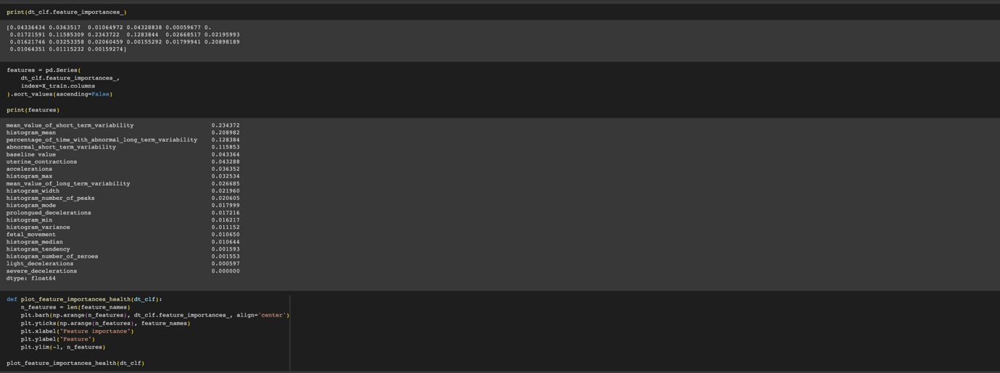 print(dt_clf.feature_importances_)
[0.04336434 0.0363517  0.01064972 0.04328838 0.00059677 0.
 0.01721591 0.11585309 0.2343722  0.1283844  0.02668517 0.02195993
 0.01621746 0.03253358 0.02060459 0.00155292 0.01799941 0.20898189
 0.01064351 0.01115232 0.00159274]
features = pd.Series(
    dt_clf.feature_importances_,
    index=X_train.columns
).sort_values(ascending=False)
print(features)
mean_value_of_short_term_variability                      0.234372
histogram_mean                                            0.208982
percentage_of_time_with_abnormal_long_term_variability    0.128384
abnormal_short_term_variability                           0.115853
baseline value                                            0.043364
uterine_contractions                                      0.043288
accelerations                                             0.036352
histogram_max                                             0.032534
mean_value_of_long_term_variability                       0.026685
histogram_width                                           0.021960
histogram_number_of_peaks                                 0.020605
histogram_mode                                            0.017999
prolongued_decelerations                                  0.017216
histogram_min                                             0.016217
histogram_variance                                        0.011152
fetal_movement                                            0.010650
histogram_median                                          0.010644
histogram_tendency                                        0.001593
histogram_number_of_zeroes                                0.001553
light_decelerations                                       0.000597
severe_decelerations                                      0.000000
dtype: float64
def plot_feature_importances_health(dt_clf):
    n_features = len(feature_names)
    plt.barh(np.arange(n_features), dt_clf.feature_importances_, align='center')
    plt.yticks(np.arange(n_features), feature_names)
    plt.xlabel("Feature importance")
    plt.ylabel("Feature")
    plt.ylim(-1, n_features)
plot_feature_importances_health(dt_clf)